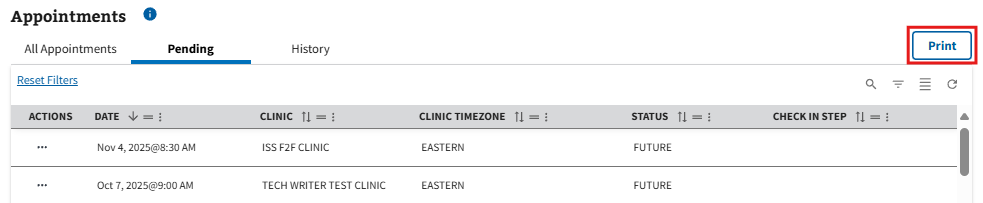 Appointments
All Appointments Pending History Print
Reset Filters
ACTIONS DATE CLINIC CLINIC TIMEZONE STATUS CHECK IN STEP
... Nov 4, 2025@8:30 AM ISS F2F CLINIC EASTERN FUTURE
... Oct 7, 2025@9:00 AM TECH WRITER TEST CLINIC EASTERN FUTURE